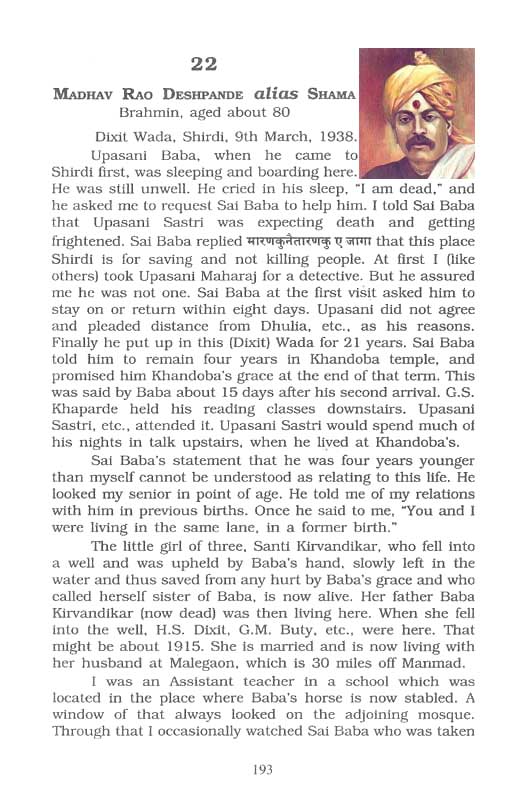 22
MADHAV RAO DESHPANDE alias SHAMA
Brahmin, aged about 80
Dixit Wada, Shirdi, 9th March, 1938.
Upasani Baba, when he came to
Shirdi first, was sleeping and boarding here.
He was still unwell. He cried in his sleep, "I am dead," and
he asked me to request Sai Baba to help him. I told Sai Baba
that Upasani Sastri was expecting death and getting
frightened. Sai Baba replied मारणकुनैतारणकु ए जागा that this place
Shirdi is for saving and not killing people. At first I (like
others) took Upasani Maharaj for a detective. But he assured
me he was not one. Sai Baba at the first visit asked him to
stay on or return within eight days. Upasani did not agree
and pleaded distance from Dhulia, etc., as his reasons.
Finally he put up in this (Dixit) Wada for 21 years. Sai Baba
told him to remain four years in Khandoba temple, and
promised him Khandoba's grace at the end of that term. This
was said by Baba about 15 days after his second arrival. G.S.
Khaparde held his reading classes downstairs. Upasani
Sastri, etc., attended it. Upasani Sastri would spend much of
his nights in talk upstairs, when he lived at Khandoba's.
Sai Baba's statement that he was four years younger
than myself cannot be understood as relating to this life. He
looked my senior in point of age. He told me of my relations
with him in previous births. Once he said to me, "You and I
were living in the same lane, in a former birth."
The little girl of three, Santi Kirvandikar, who fell into
a well and was upheld by Baba's hand, slowly left in the
water and thus saved from any hurt by Baba's grace and who
called herself sister of Baba, is now alive. Her father Baba
Kirvandikar (now dead) was then living here. When she fell
into the well, H.S. Dixit, G.M. Buty, etc., were here. That
might be about 1915. She is married and is now living with
her husband at Malegaon, which is 30 miles off Manmad.
I was an Assistant teacher in a school which was
located in the place where Baba's horse is now stabled. A
window of that always looked on the adjoining mosque.
Through that I occasionally watched Sai Baba who was taken
193